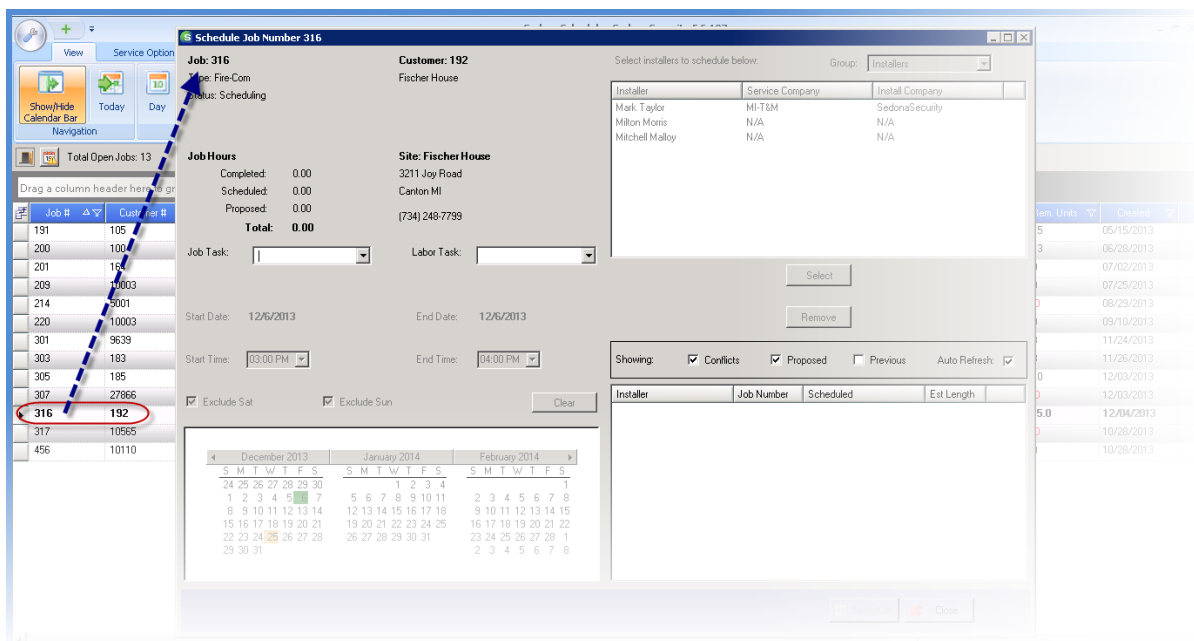 Schedule Job Number 316
View Service Option
Show/Hide Calendar Bar
Today
Day
Navigation
Total Open Jobs: 13
Drag a column header here to gr
Job # Customer #
191 105
200 100
201 164
209 10003
214 5001
220 10003
301 9639
303 183
305 185
307 27866
316 192
317 10565
456 10110
Job: 316 Customer: 192
Type: Fire-Com Fischer House
Status: Scheduling
Job Hours Site: Fischer House
Completed: 0.00 3211 Joy Road
Scheduled: 0.00 Canton MI
Proposed: 0.00 (734) 248-7799
Total: 0.00
Job Task: Labor Task:
Start Date: 12/6/2013 End Date: 12/6/2013
Start Time: 03:00 PM End Time: 04:00 PM
Exclude Sat Exclude Sun Clear
December 2013 January 2014 February 2014
S M T W T F S S M T W T F S S M T W T F S
24 25 26 27 28 29 30 1 2 3 4 1
1 2 3 4 5 6 7 5 6 7 8 9 10 11 2 3 4 5 6 7 8
8 9 10 11 12 13 14 12 13 14 15 16 17 18 9 10 11 12 13 14 15
15 16 17 18 19 20 21 19 20 21 22 23 24 25 16 17 18 19 20 21 22
22 23 24 25 26 27 28 26 27 28 29 30 31 23 24 25 26 27 28 1
29 30 31 2 3 4 5 6 7 8
Select installers to schedule below. Group: Installers
Installer Service Company Install Company
Mark Taylor MI-T&M SedonaSecurity
Milton Morris N/A N/A
Mitchell Malloy N/A N/A
Select
Remove
Showing: Conflicts Proposed Previous Auto Refresh:
Installer Job Number Scheduled Est Length
Close
Rem. Units Created
5 05/15/2013
3 06/28/2013
07/02/2013
07/25/2013
08/29/2013
09/10/2013
11/24/2013
11/26/2013
0 12/03/2013
12/03/2013
5.0 12/04/2013
10/28/2013
10/28/2013